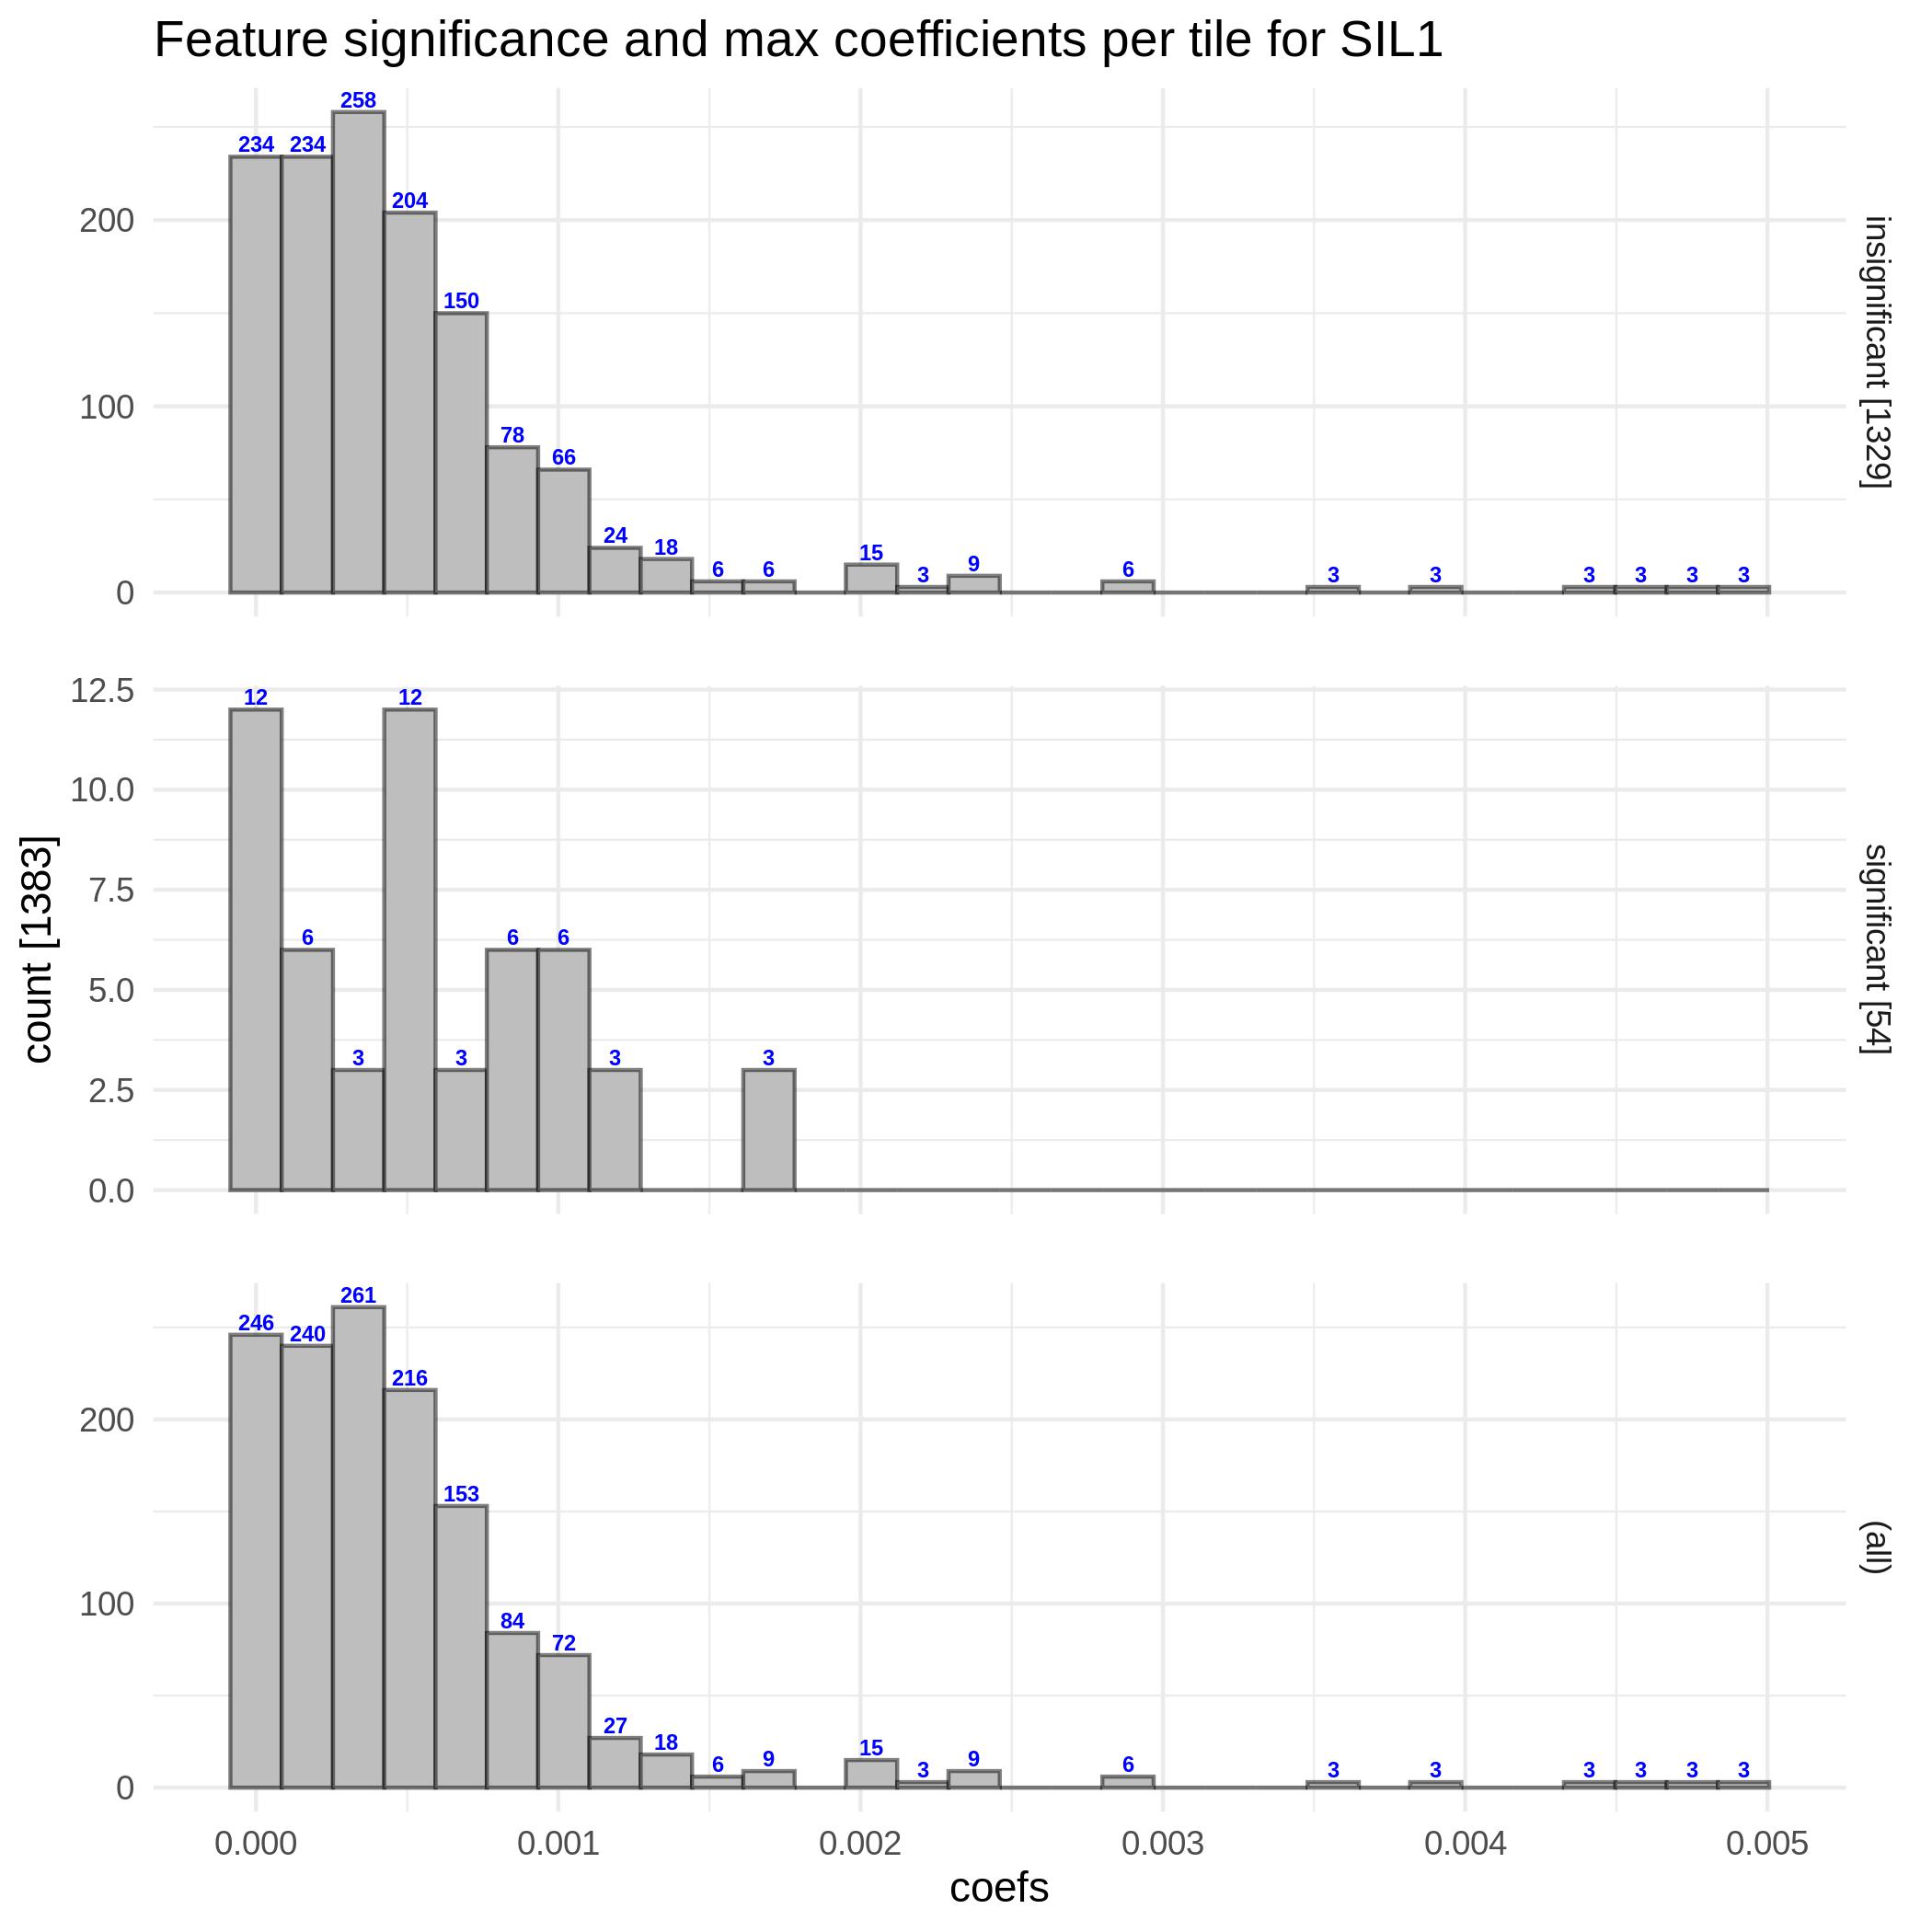 Feature significance and max coefficients per tile for SIL1
258
234 234
204
200
150
100
78
66
24
18
6 6 15 3 9 6 3 3 3 3 3 3
0
insignificant [1329]
12.5
12 12
10.0
7.5
6 6 6
5.0
3 3 3 3
2.5
0.0
count [1383]
significant [54]
261
246 240
216
200
153
100
84
72
27
18
6 9 15 3 9 6 3 3 3 3 3 3
0
(all)
0.000 0.001 0.002 0.003 0.004 0.005
coefs